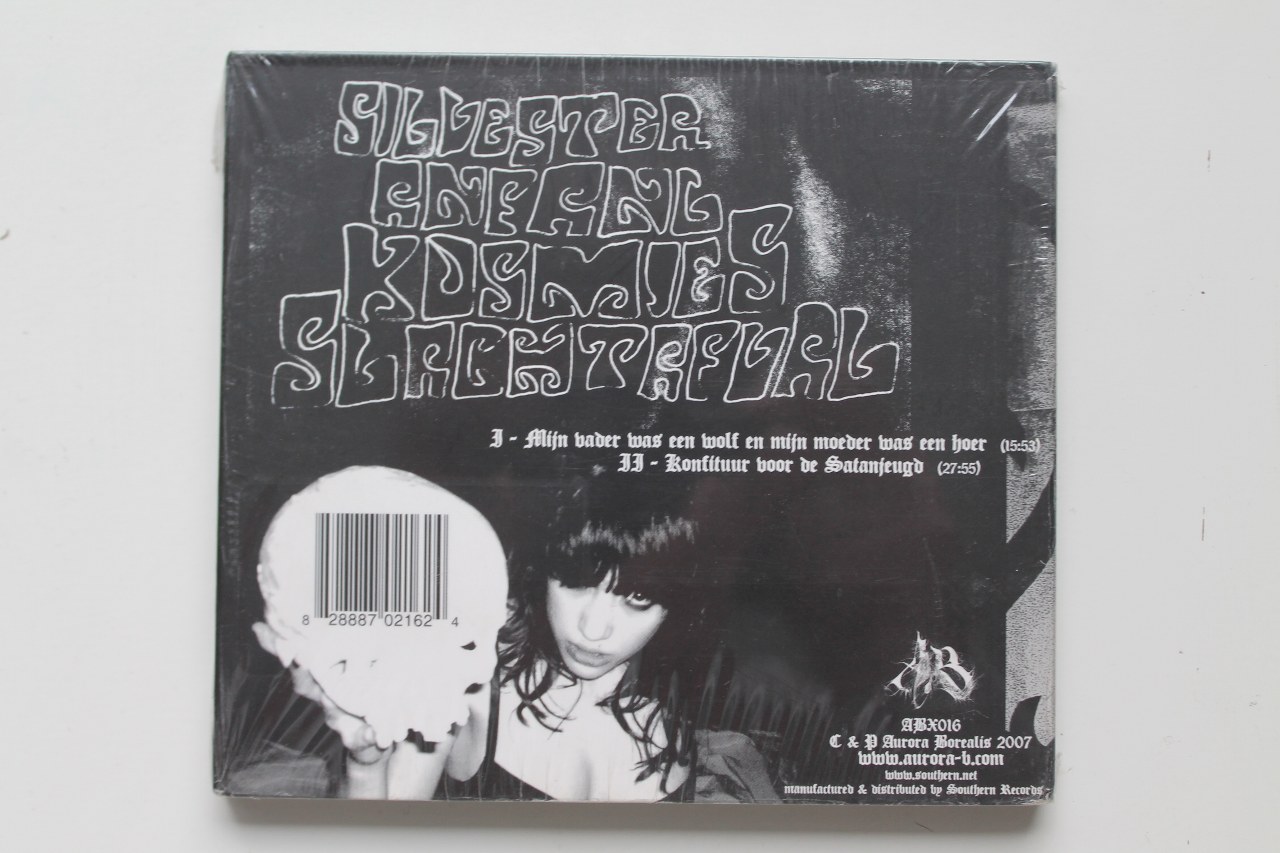 SILVESTER
ANFANG
KOSMIES
SLACHTAFVAL
I - Mijn vader was een wolf en mijn moeder was een hoer (15:53)
II - Konfituur voor de Satanjeugd (27:55)
8 28887 02162 4
AB
ABX016
C & P Aurora Borealis 2007
www.aurora-b.com
www.southern.net
manufactured & distributed by Southern Records